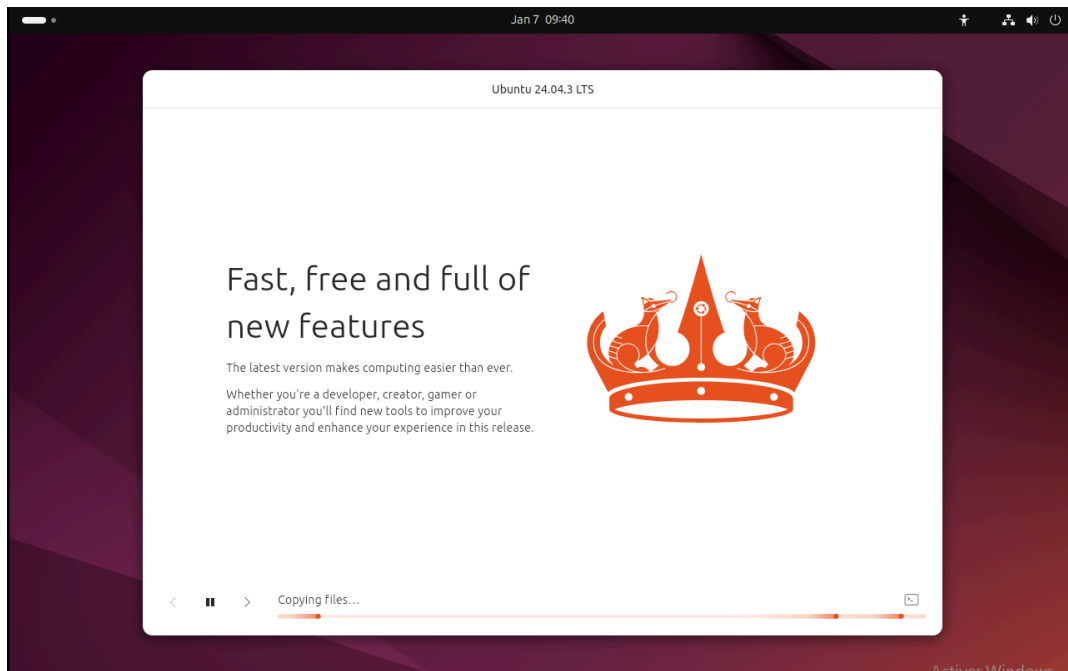 Jan 7 09:40
Ubuntu 24.04.3 LTS
Fast, free and full of
new features
The latest version makes computing easier than ever.
Whether you're a developer, creator, gamer or
administrator you'll find new tools to improve your
productivity and enhance your experience in this release.
Copying files...
Activer Windows